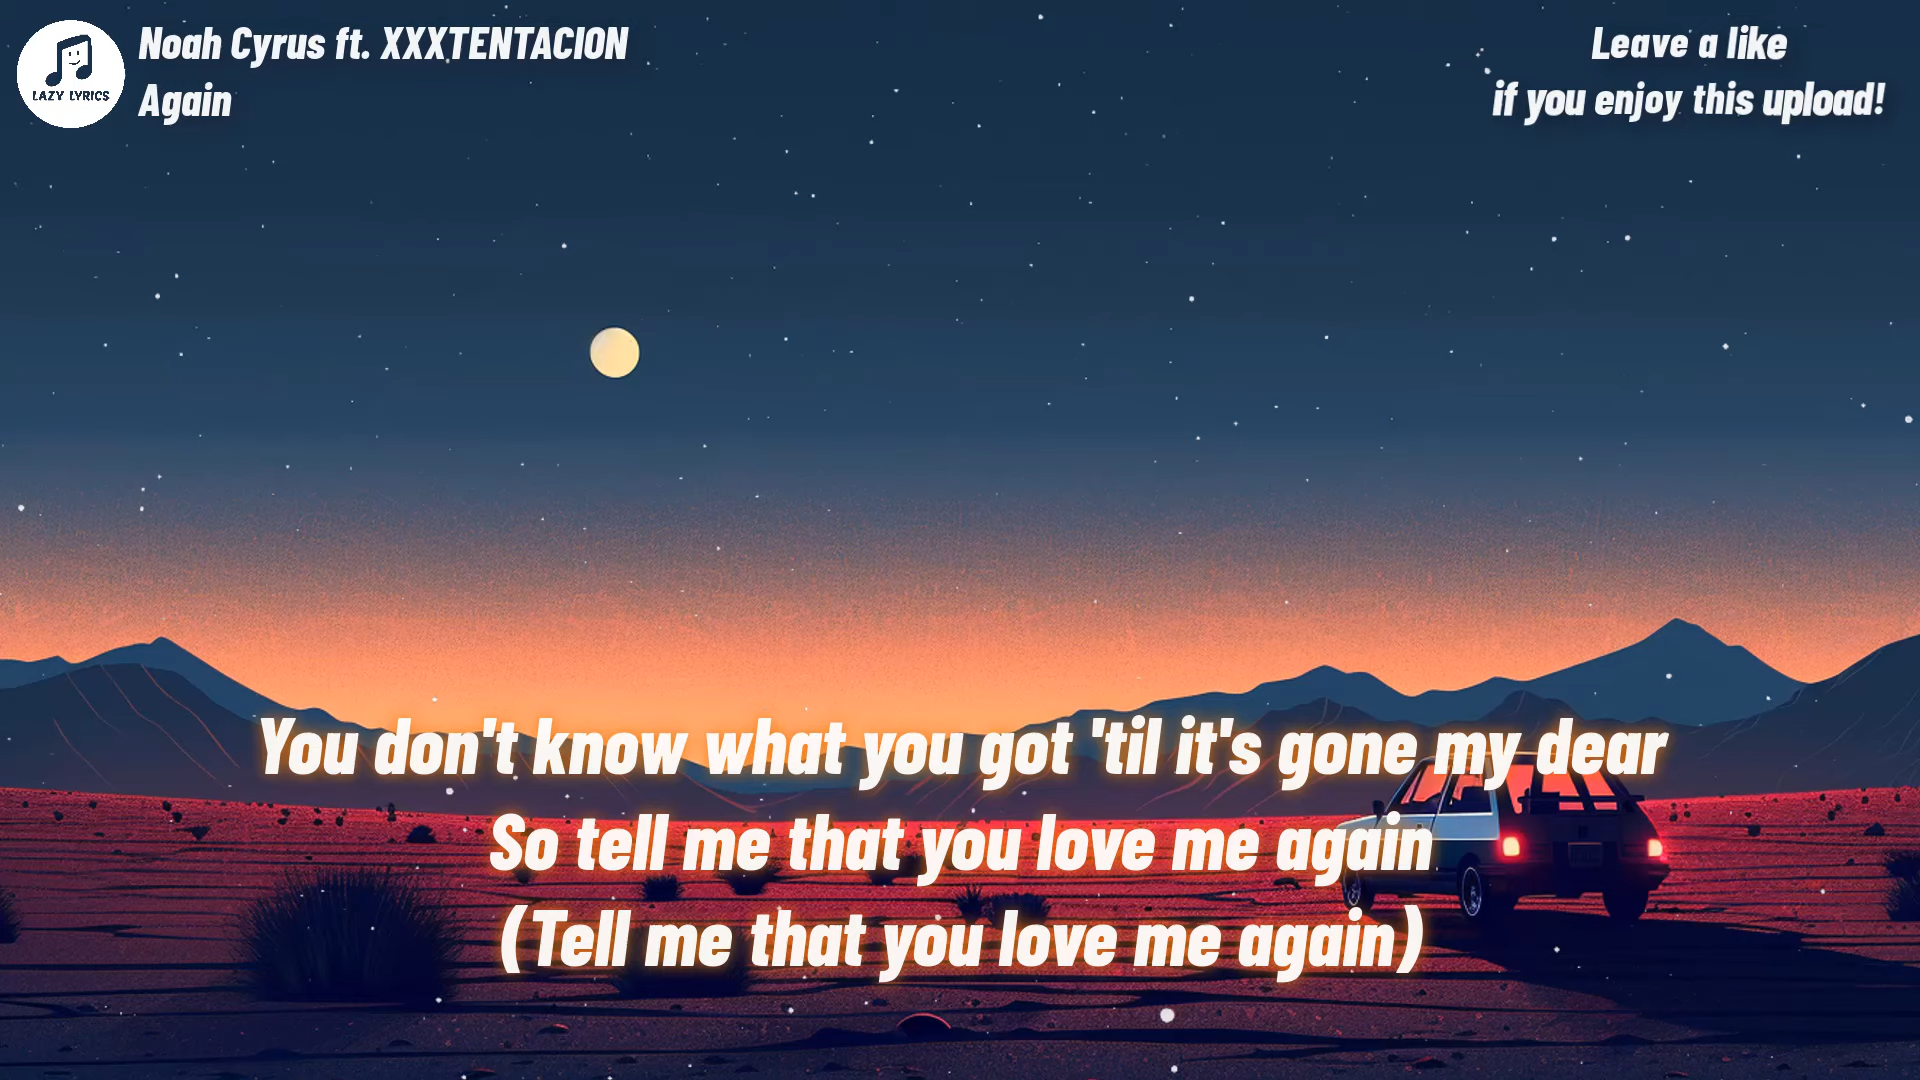 LAZY LYRICS
Noah Cyrus ft. XXXTENTACION
Again
Leave a like
if you enjoy this upload!
You don't know what you got 'til it's gone my dear
So tell me that you love me again
(Tell me that you love me again)